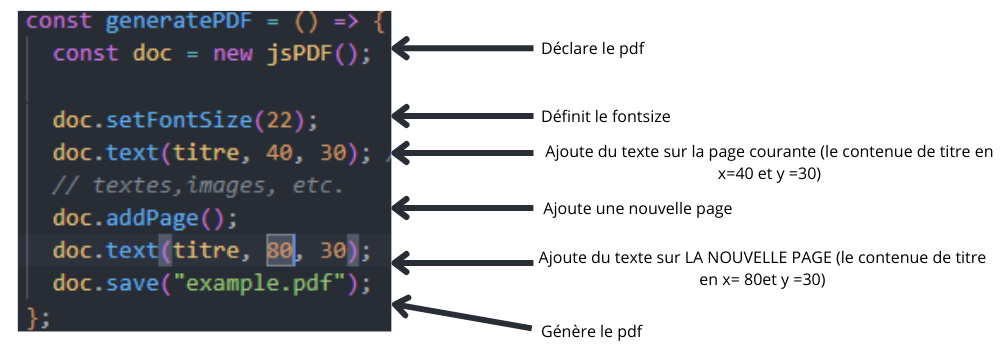 const generatePDF = () => {
const doc = new jsPDF();
Déclare le pdf
doc.setFontSize(22);
Définit le fontsize
doc.text(titre, 40, 30); /
Ajoute du texte sur la page courante (le contenue de titre en
x=40 et y =30)
// textes,images, etc.
doc.addPage();
Ajoute une nouvelle page
doc.text(titre, 80, 30);
Ajoute du texte sur LA NOUVELLE PAGE (le contenue de titre
en x= 80et y =30)
doc.save("example.pdf");
};
Génère le pdf